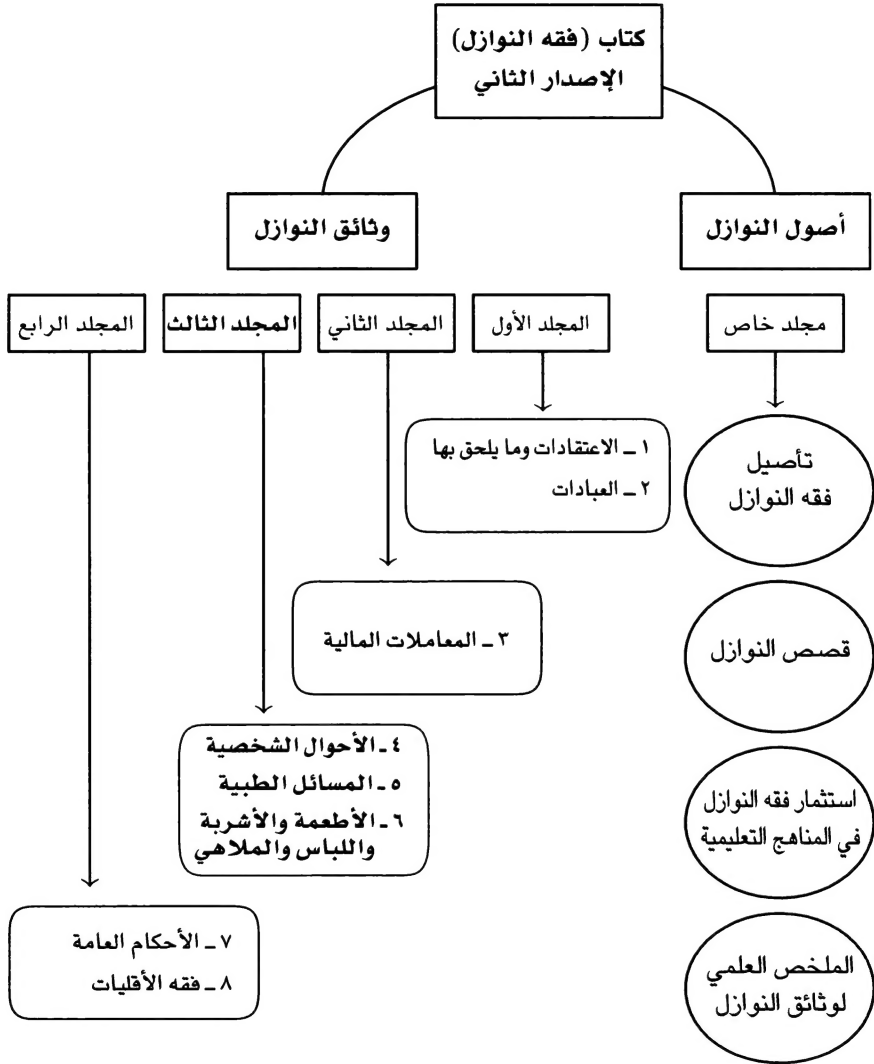 كتاب (فقه النوازل)
الإصدار الثاني
أصول النوازل
وثائق النوازل
مجلد خاص
المجلد الأول
المجلد الثاني
المجلد الثالث
المجلد الرابع
تأصيل
فقه النوازل
قصص النوازل
استثمار فقه النوازل
في المناهج التعليمية
الملخص العلمي
لوثائق النوازل
١ ـ الاعتقادات وما يلحق بها
٢ ـ العبادات
٣ ـ المعاملات المالية
٤ ـ الأحوال الشخصية
٥ ـ المسائل الطبية
٦ ـ الأطعمة والأشربة
واللباس والملاهي
٧ ـ الأحكام العامة
٨ ـ فقه الأقليات